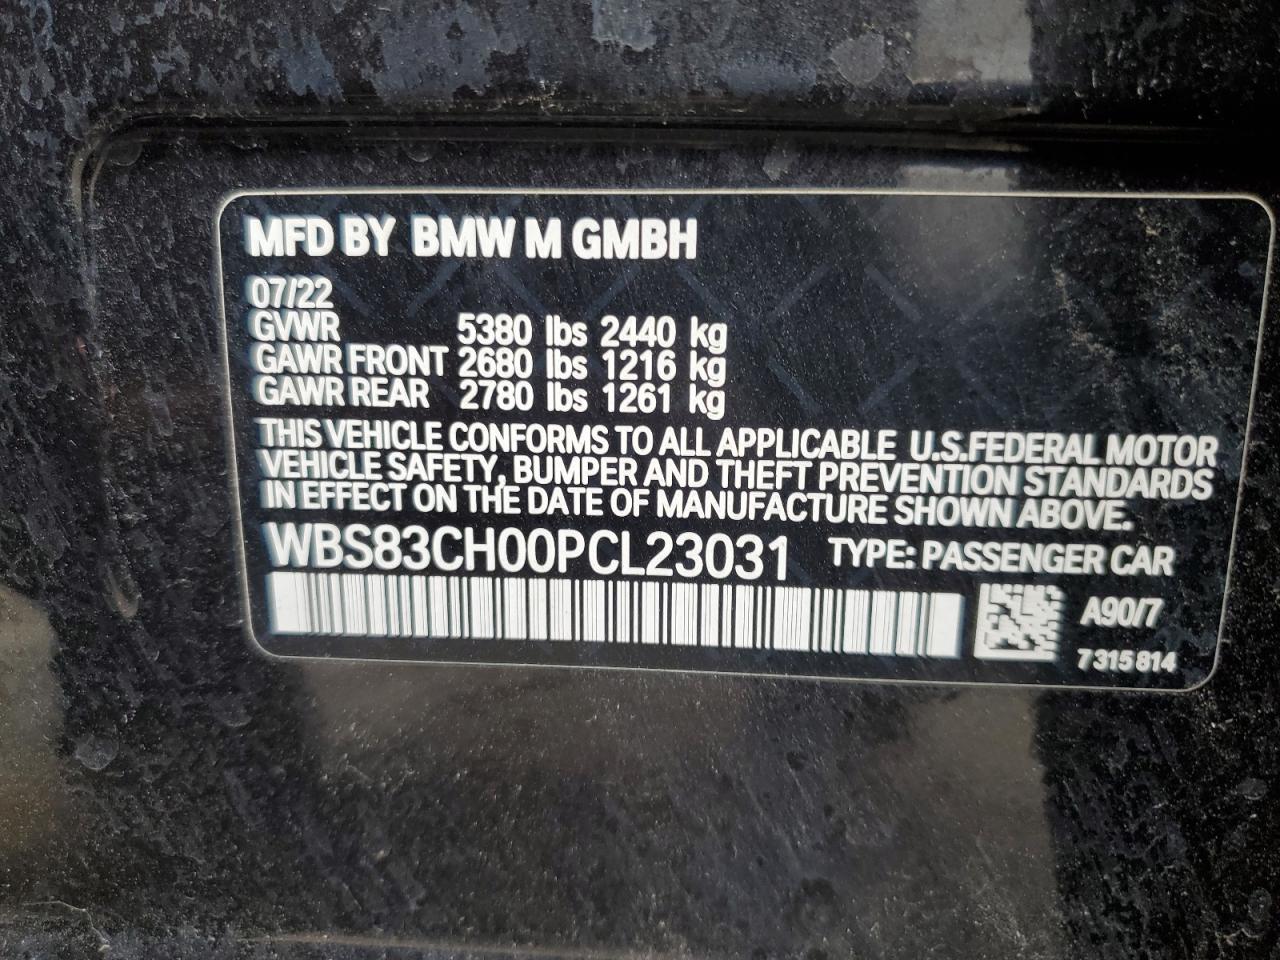 MFD BY BMW M GMBH
07/22
GVWR 5380 lbs 2440 kg
GAWR FRONT 2680 lbs 1216 kg
GAWR REAR 2780 lbs 1261 kg
THIS VEHICLE CONFORMS TO ALL APPLICABLE U.S.FEDERAL MOTOR
VEHICLE SAFETY, BUMPER AND THEFT PREVENTION STANDARDS
IN EFFECT ON THE DATE OF MANUFACTURE SHOWN ABOVE.
WBS83CH00PCL23031 TYPE: PASSENGER CAR
A90/7
7315814